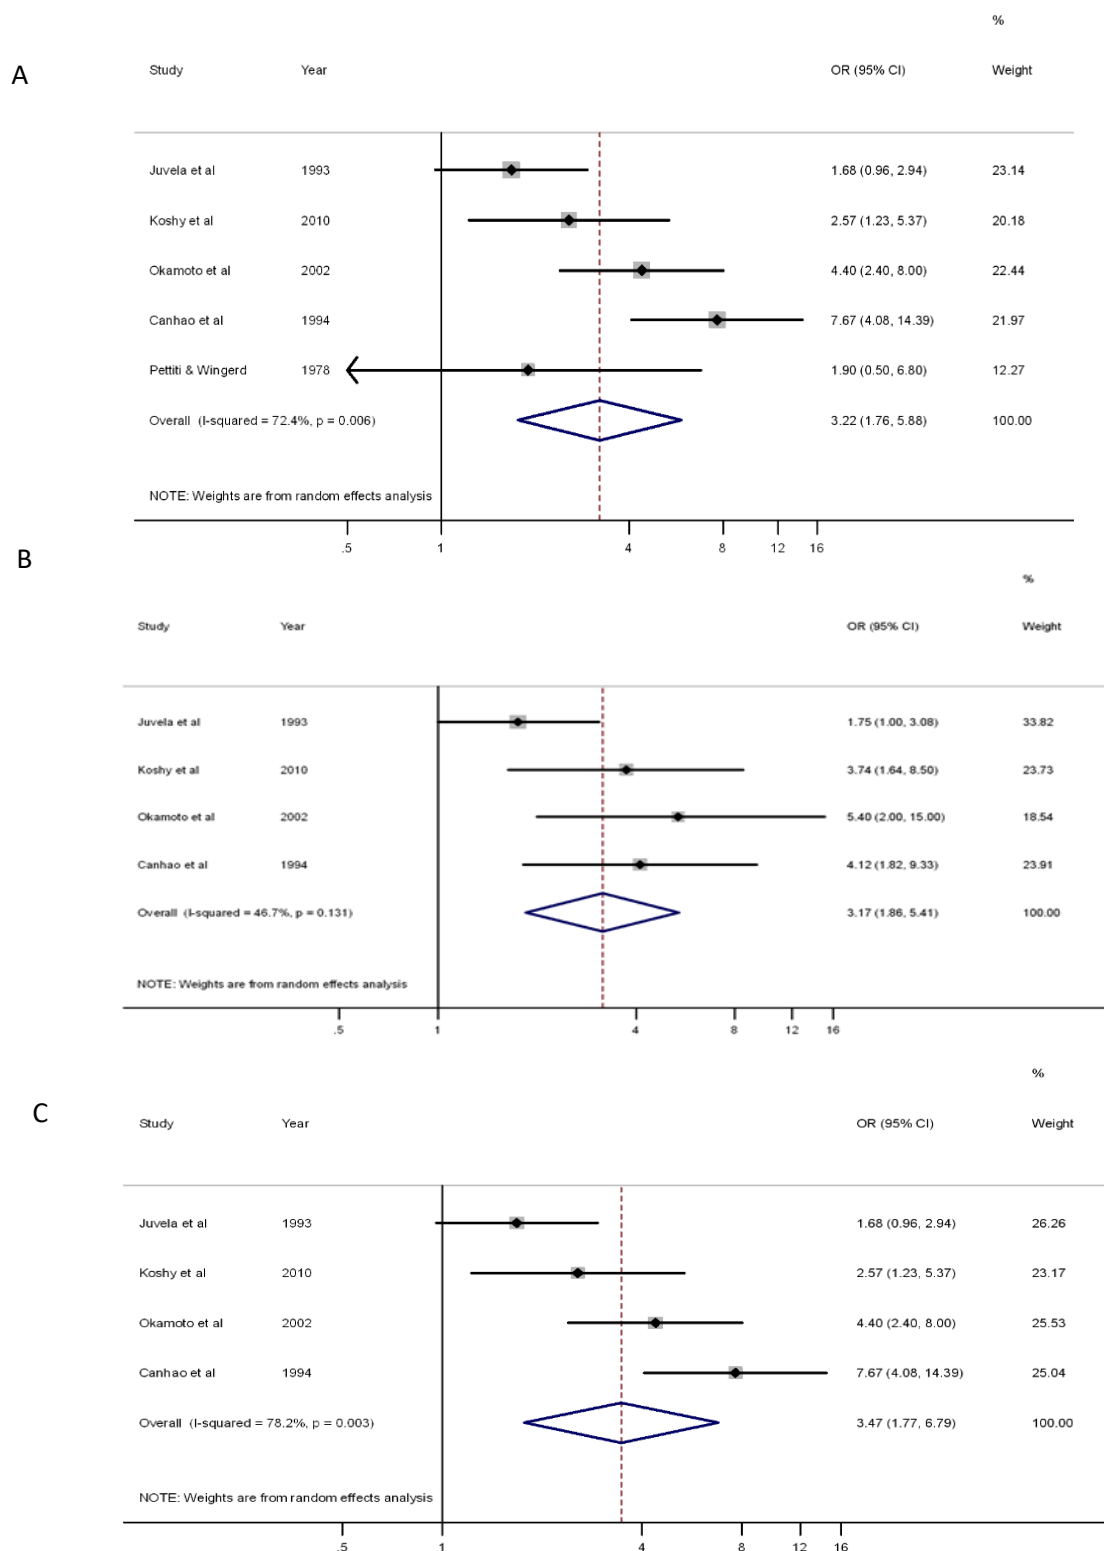 %
A
Study Year OR (95% CI) Weight
Juvela et al 1993 1.68 (0.96, 2.94) 23.14
Koshy et al 2010 2.57 (1.23, 5.37) 20.18
Okamoto et al 2002 4.40 (2.40, 8.00) 22.44
Canhao et al 1994 7.67 (4.08, 14.39) 21.97
Pettiti & Wingerd 1978 1.90 (0.50, 6.80) 12.27
Overall (I-squared = 72.4%, p = 0.006) 3.22 (1.76, 5.88) 100.00
NOTE: Weights are from random effects analysis
.5 1 4 8 12 16
B
%
Study Year OR (95% CI) Weight
Juvela et al 1993 1.75 (1.00, 3.08) 33.82
Koshy et al 2010 3.74 (1.64, 8.50) 23.73
Okamoto et al 2002 5.40 (2.00, 15.00) 18.54
Canhao et al 1994 4.12 (1.82, 9.33) 23.91
Overall (I-squared = 46.7%, p = 0.131) 3.17 (1.86, 5.41) 100.00
NOTE: Weights are from random effects analysis
.5 1 4 8 12 16
%
C
Study Year OR (95% CI) Weight
Juvela et al 1993 1.68 (0.96, 2.94) 26.26
Koshy et al 2010 2.57 (1.23, 5.37) 23.17
Okamoto et al 2002 4.40 (2.40, 8.00) 25.53
Canhao et al 1994 7.67 (4.08, 14.39) 25.04
Overall (I-squared = 78.2%, p = 0.003) 3.47 (1.77, 6.79) 100.00
NOTE: Weights are from random effects analysis
.5 1 4 8 12 16